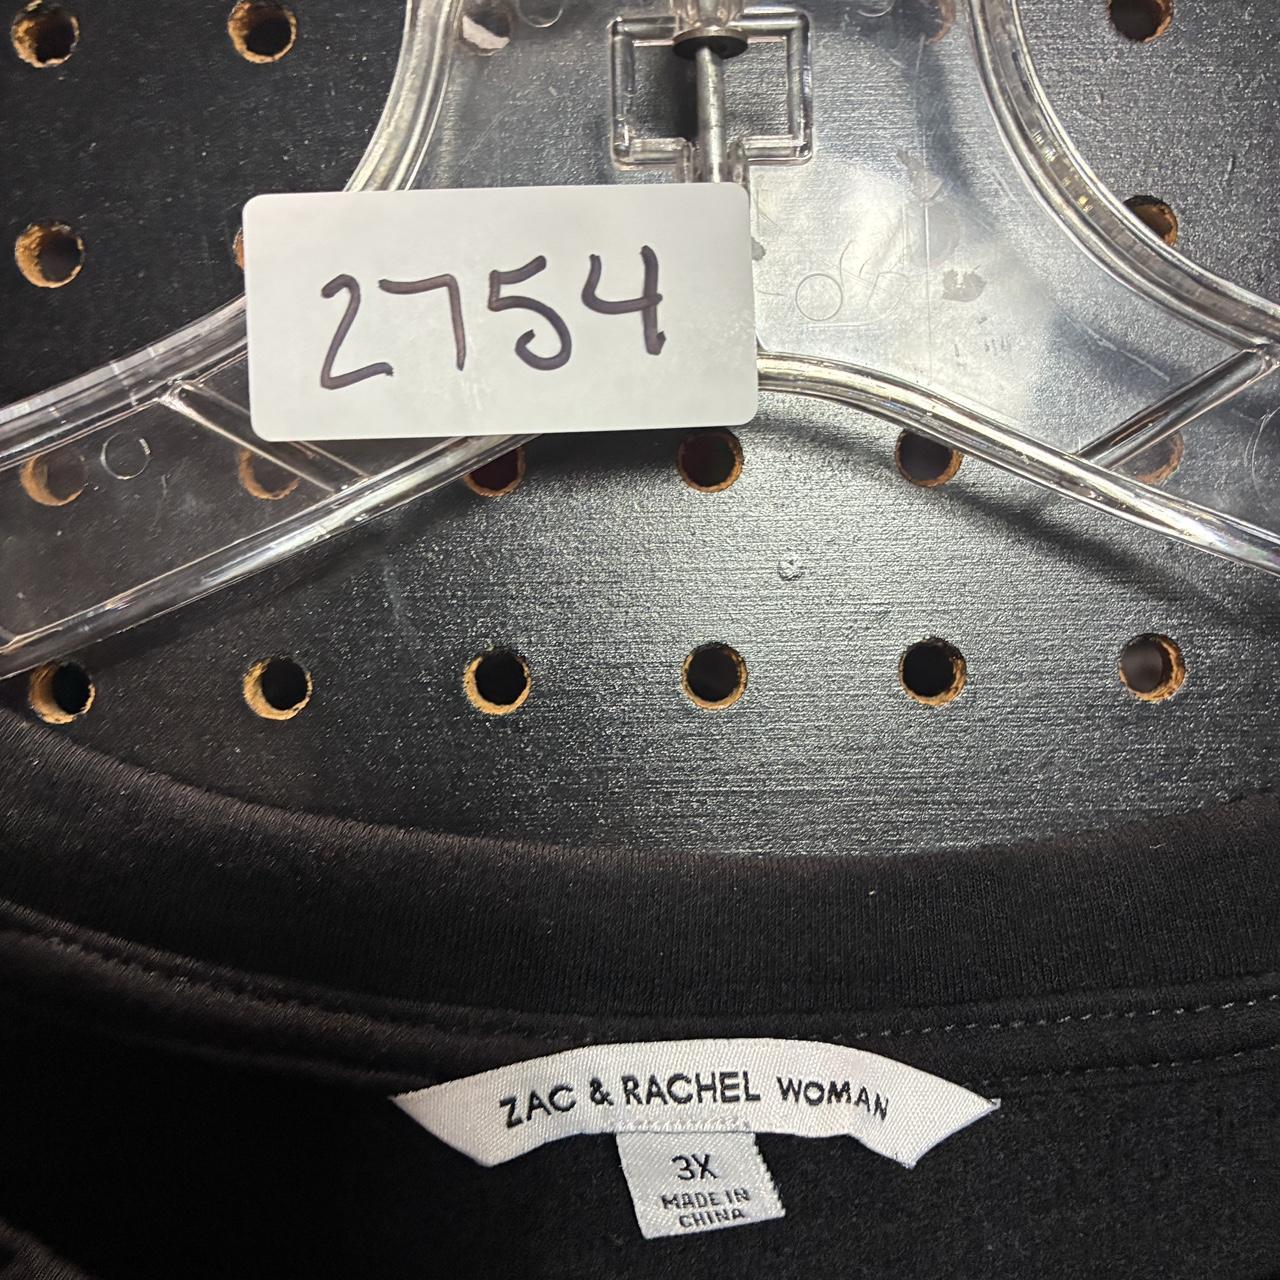 2754
ZAC & RACHEL WOMAN
3X
MADE IN
CHINA